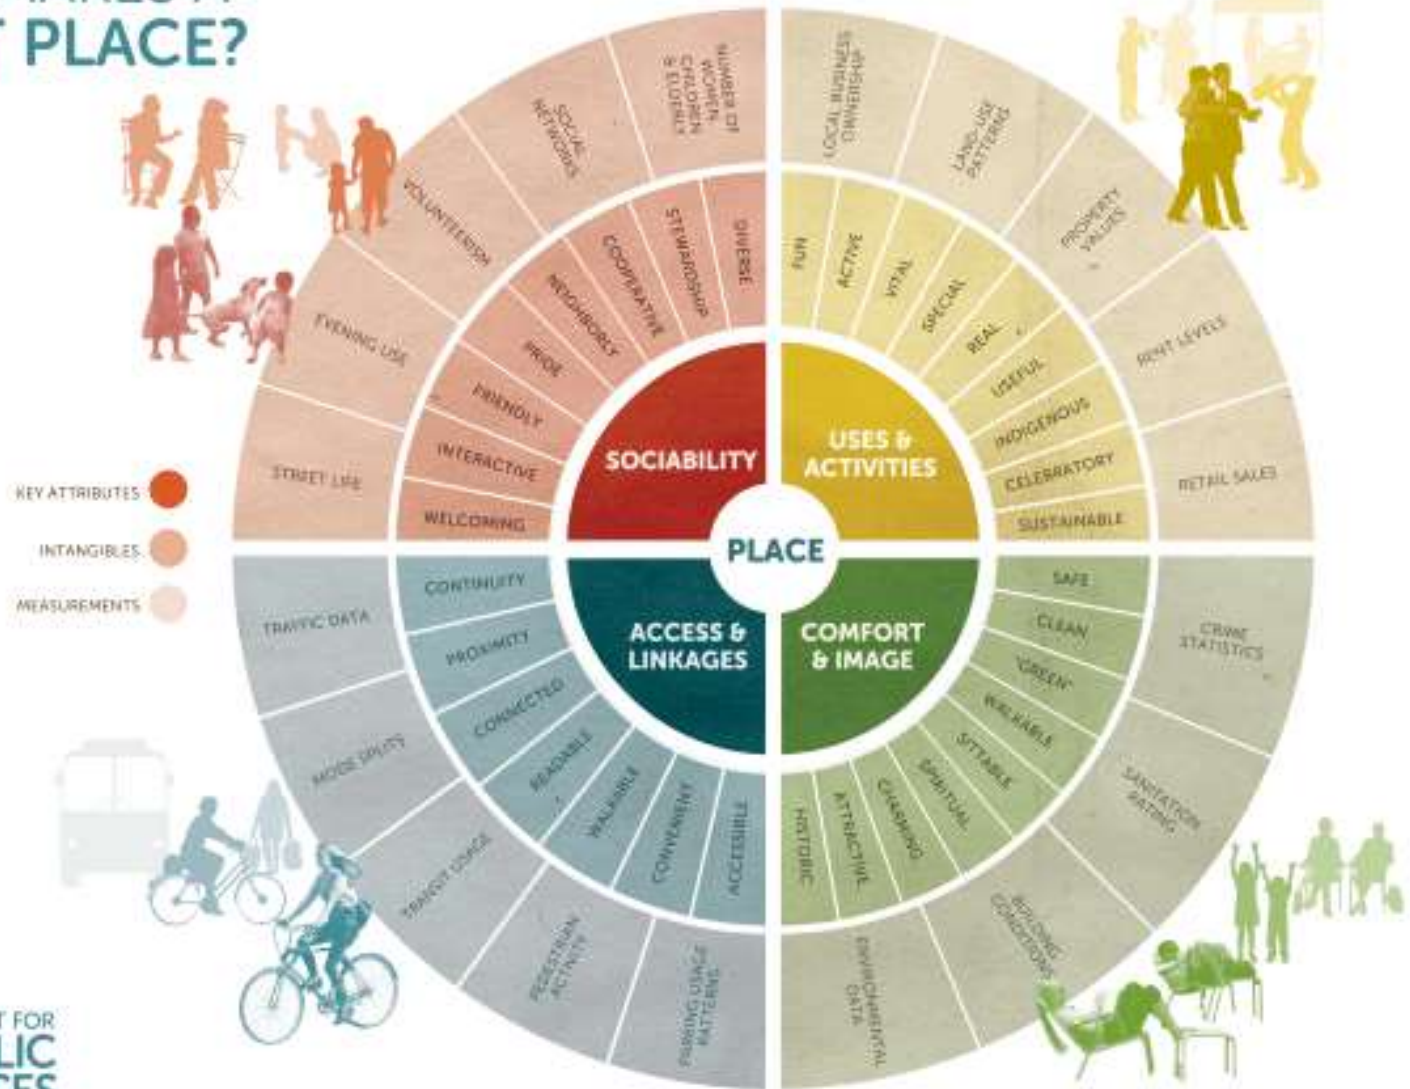 PLACE?
KEY ATTRIBUTES
INTANGIBLES
MEASUREMENTS
PLACE
SOCIABILITY
USES &
ACTIVITIES
ACCESS &
LINKAGES
COMFORT
& IMAGE
WELCOMING
INTERACTIVE
FRIENDLY
PRIDE
NEIGHBORLY
COOPERATIVE
STEWARDSHIP
DIVERSE
FUN
ACTIVE
VITAL
SPECIAL
REAL
USEFUL
INDIGENOUS
CELEBRATORY
SUSTAINABLE
SAFE
CLEAN
"GREEN"
WALKABLE
SITTABLE
SPIRITUAL
CHARMING
ATTRACTIVE
HISTORIC
ACCESSIBLE
CONVENIENT
WALKABLE
READABLE
CONNECTED
PROXIMITY
CONTINUITY
STREET LIFE
EVENING USE
VOLUNTEERISM
SOCIAL
NETWORKS
NUMBER OF
WOMEN,
CHILDREN
& ELDERLY
LOCAL BUSINESS
OWNERSHIP
LAND-USE
PATTERNS
PROPERTY
VALUES
RENT LEVELS
RETAIL SALES
CRIME
STATISTICS
SANITATION
RATING
BUILDING
CONDITIONS
ENVIRONMENTAL
DATA
PARKING USAGE
PATTERNS
PEDESTRIAN
ACTIVITY
TRANSIT USAGE
MODE SPLITS
TRAFFIC DATA
FOR